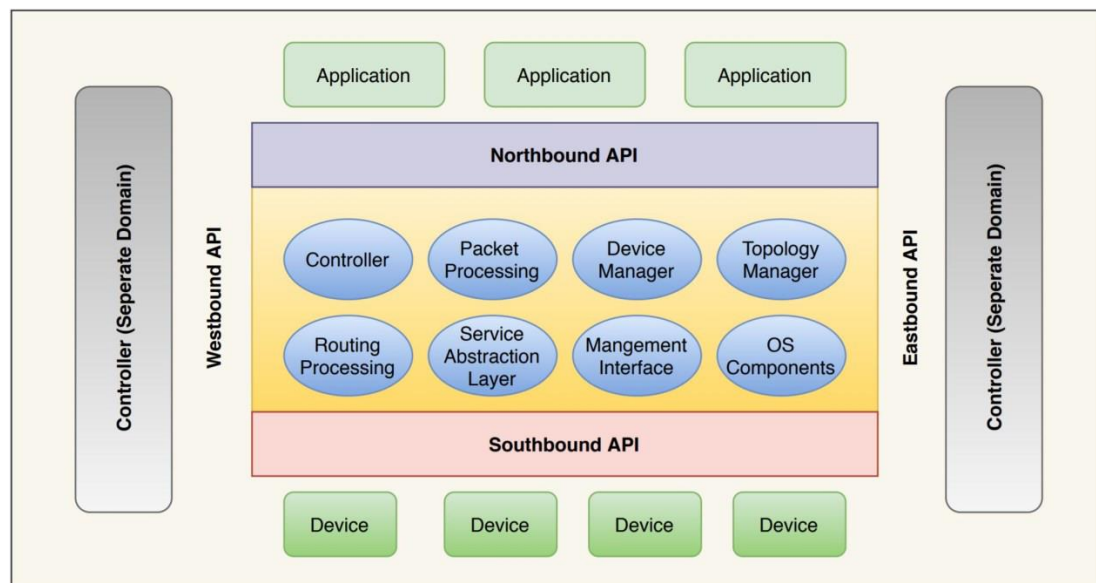 Application
Application
Application
Controller (Seperate Domain)
Westbound API
Northbound API
Controller
Packet
Processing
Device
Manager
Topology
Manager
Routing
Processing
Service
Abstraction
Layer
Mangement
Interface
OS
Components
Southbound API
Eastbound API
Controller (Seperate Domain)
Device
Device
Device
Device